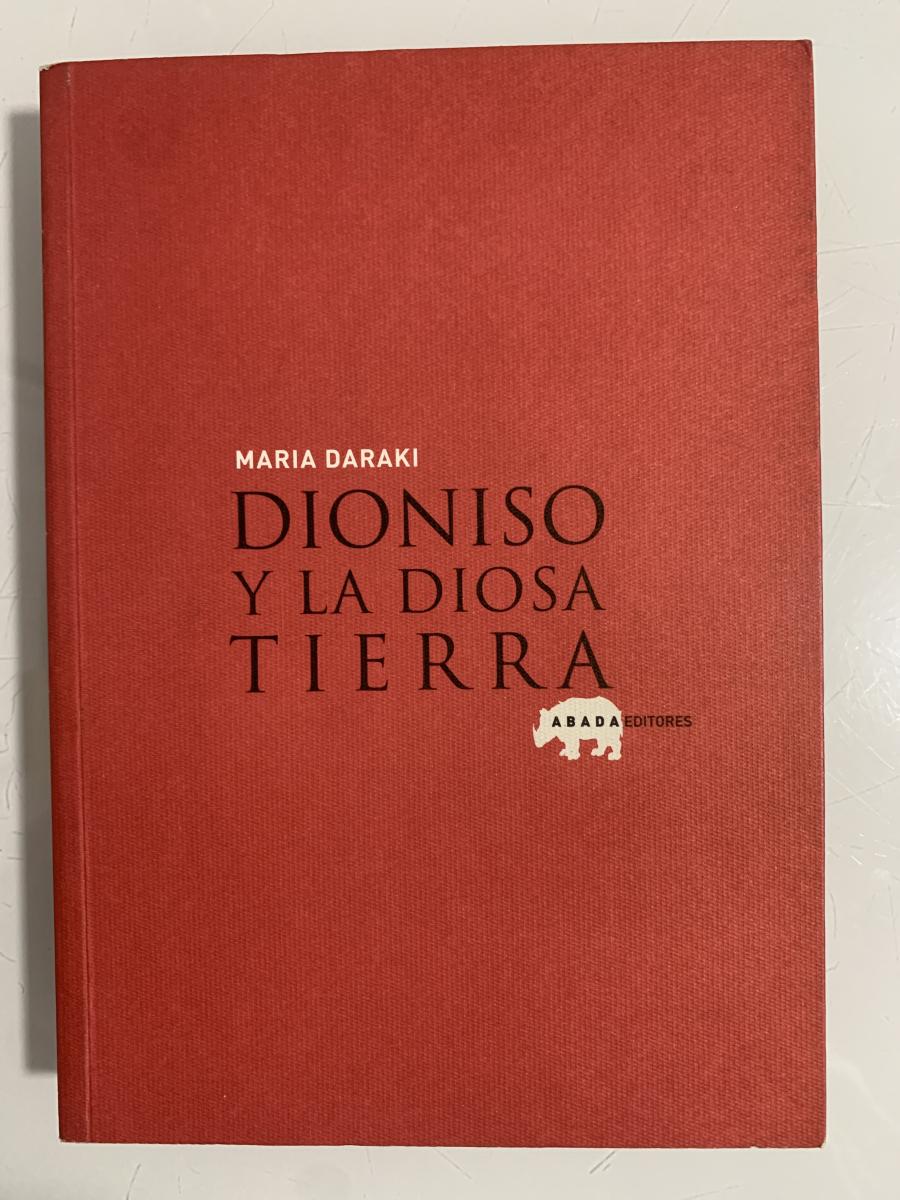 MARIA DARAKI
DIONISO
Y LA DIOSA
TIERRA
ABADA EDITORES